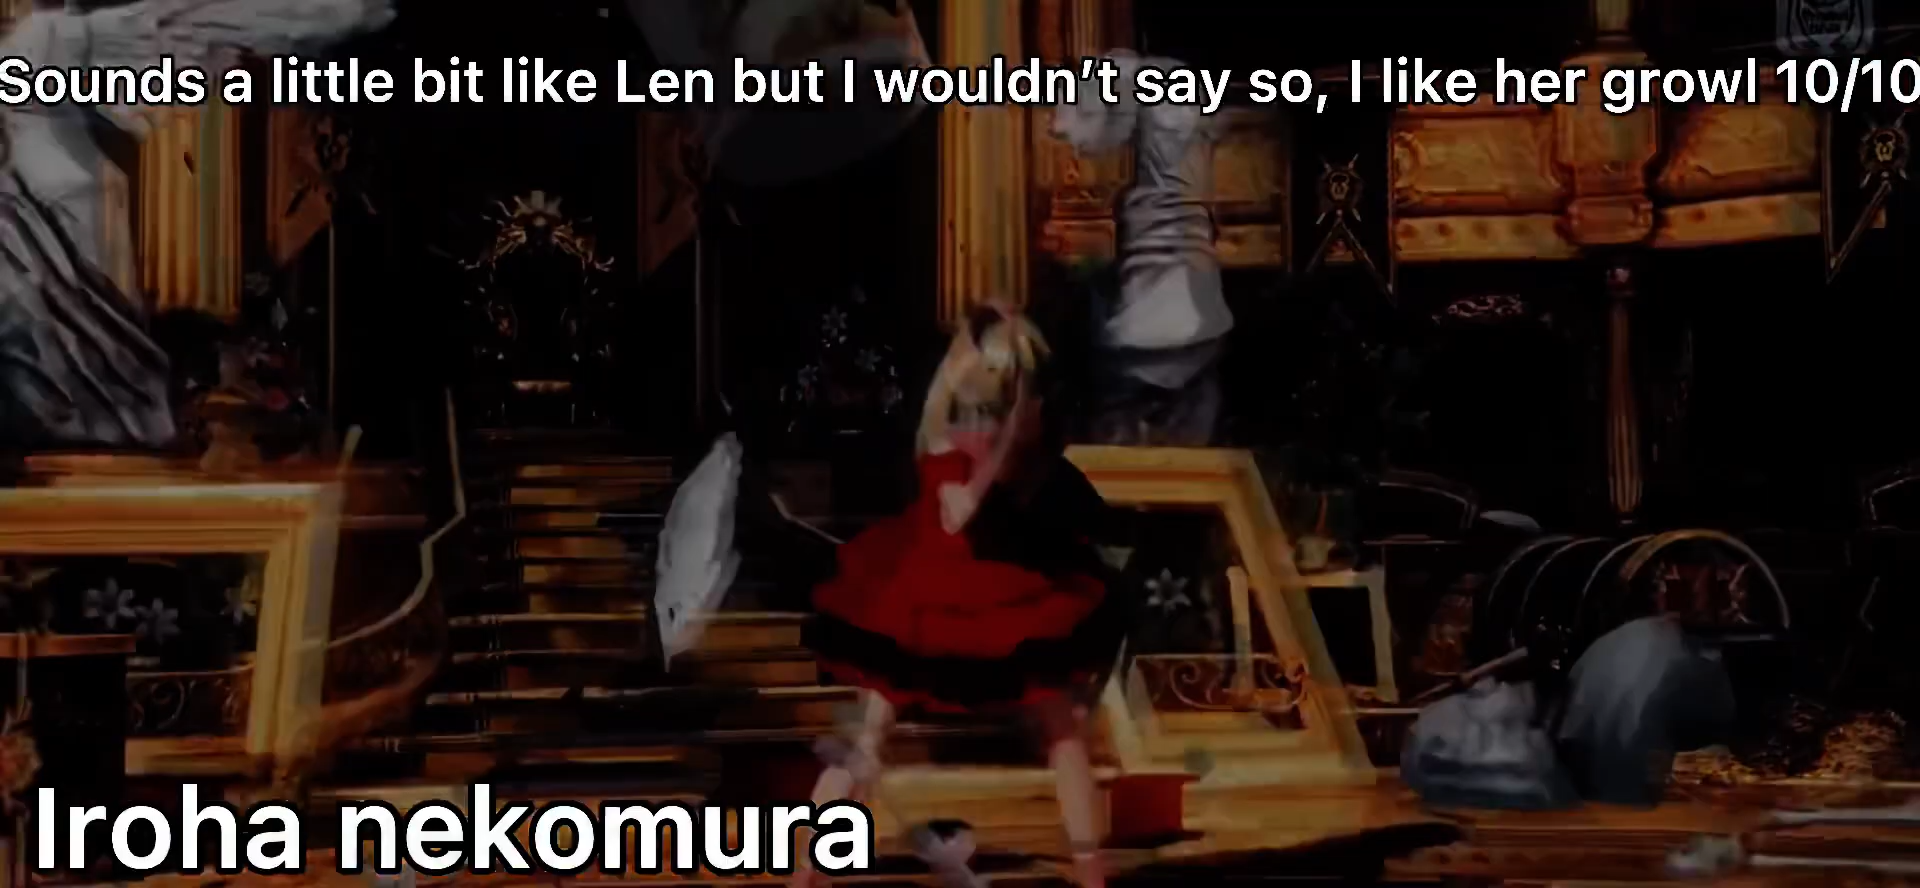 Sounds a little bit like Len but I wouldn’t say so, I like her growl 10/10
Iroha nekomura